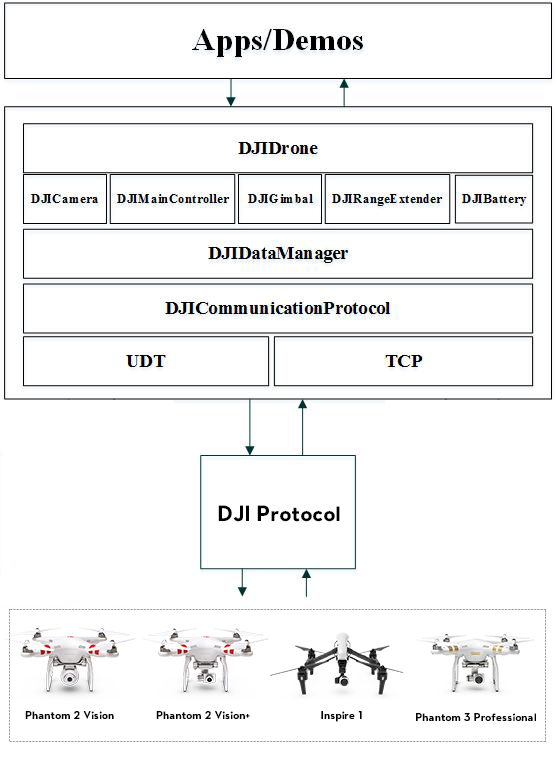 Apps/Demos
DJIDrone
DJICamera DJIMainController DJIGimbal DJIRangeExtender DJIBattery
DJIDataManager
DJICommunicationProtocol
UDT TCP
DJI Protocol
Phantom 2 Vision Phantom 2 Vision+ Inspire 1 Phantom 3 Professional